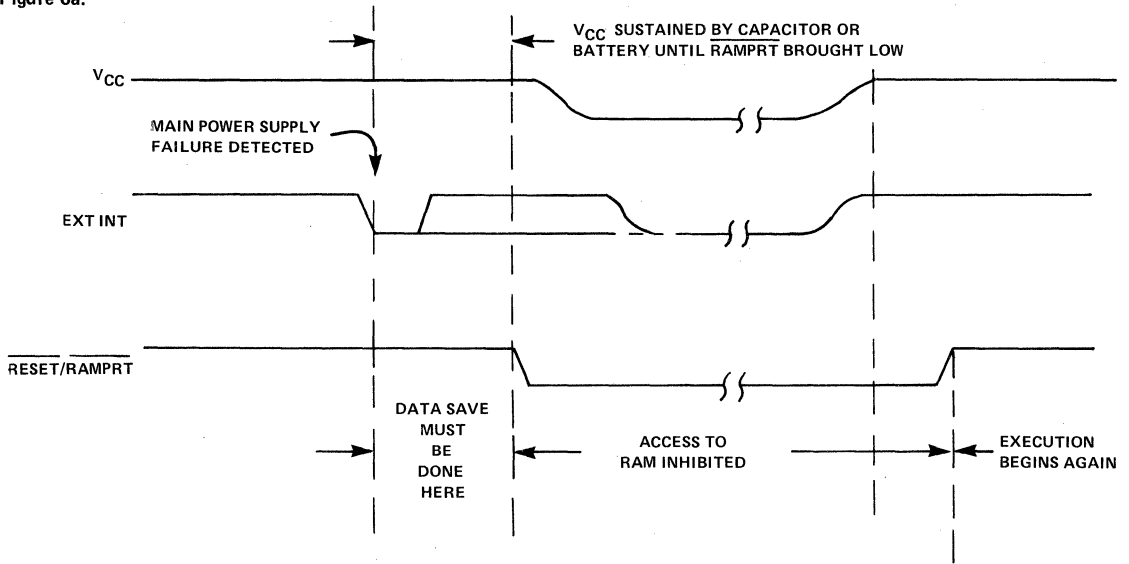 Figure 6a.
VCC SUSTAINED BY CAPACITOR OR
BATTERY UNTIL RAMPRT BROUGHT LOW
VCC
MAIN POWER SUPPLY
FAILURE DETECTED
EXT INT
RESET/RAMPRT
DATA SAVE
MUST
BE
DONE
HERE
ACCESS TO
RAM INHIBITED
EXECUTION
BEGINS AGAIN